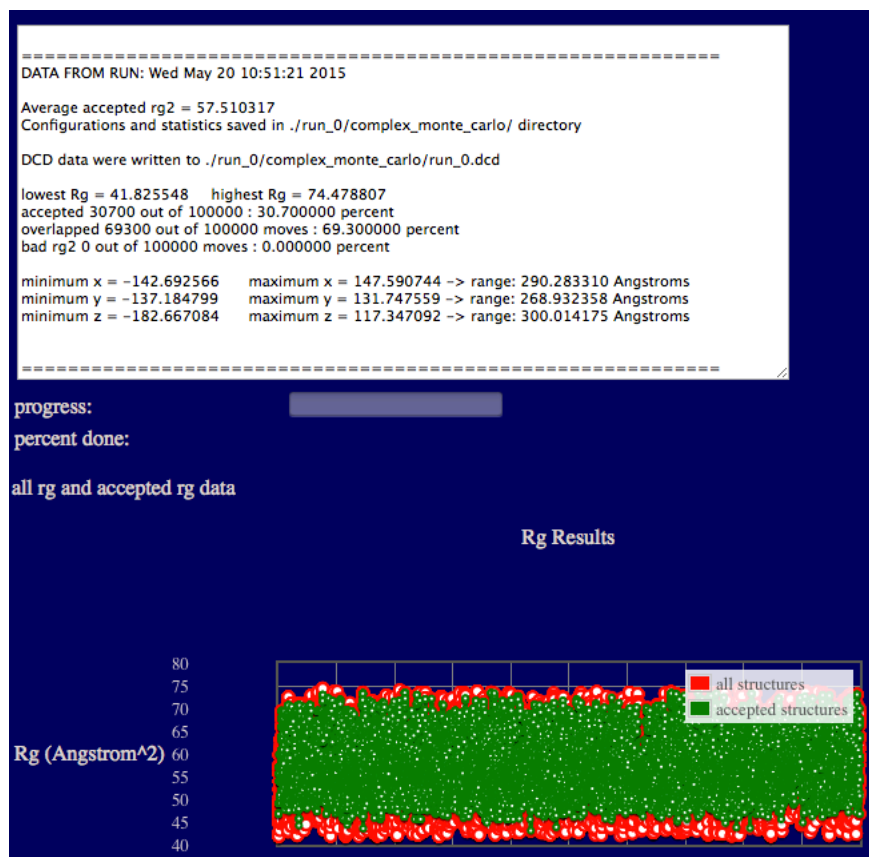 ============================================================
DATA FROM RUN: Wed May 20 10:51:21 2015
Average accepted rg2 = 57.510317
Configurations and statistics saved in ./run_0/complex_monte_carlo/ directory
DCD data were written to ./run_0/complex_monte_carlo/run_0.dcd
lowest Rg = 41.825548     highest Rg = 74.478807
accepted 30700 out of 100000 : 30.700000 percent
overlapped 69300 out of 100000 moves : 69.300000 percent
bad rg2 0 out of 100000 moves : 0.000000 percent
minimum x = -142.692566     maximum x = 147.590744 -> range: 290.283310 Angstroms
minimum y = -137.184799     maximum y = 131.747559 -> range: 268.932358 Angstroms
minimum z = -182.667084     maximum z = 117.347092 -> range: 300.014175 Angstroms
============================================================
progress:
percent done:
all rg and accepted rg data
Rg Results
80
75
70
65
60
55
50
45
40
Rg (Angstrom^2)
all structures
accepted structures